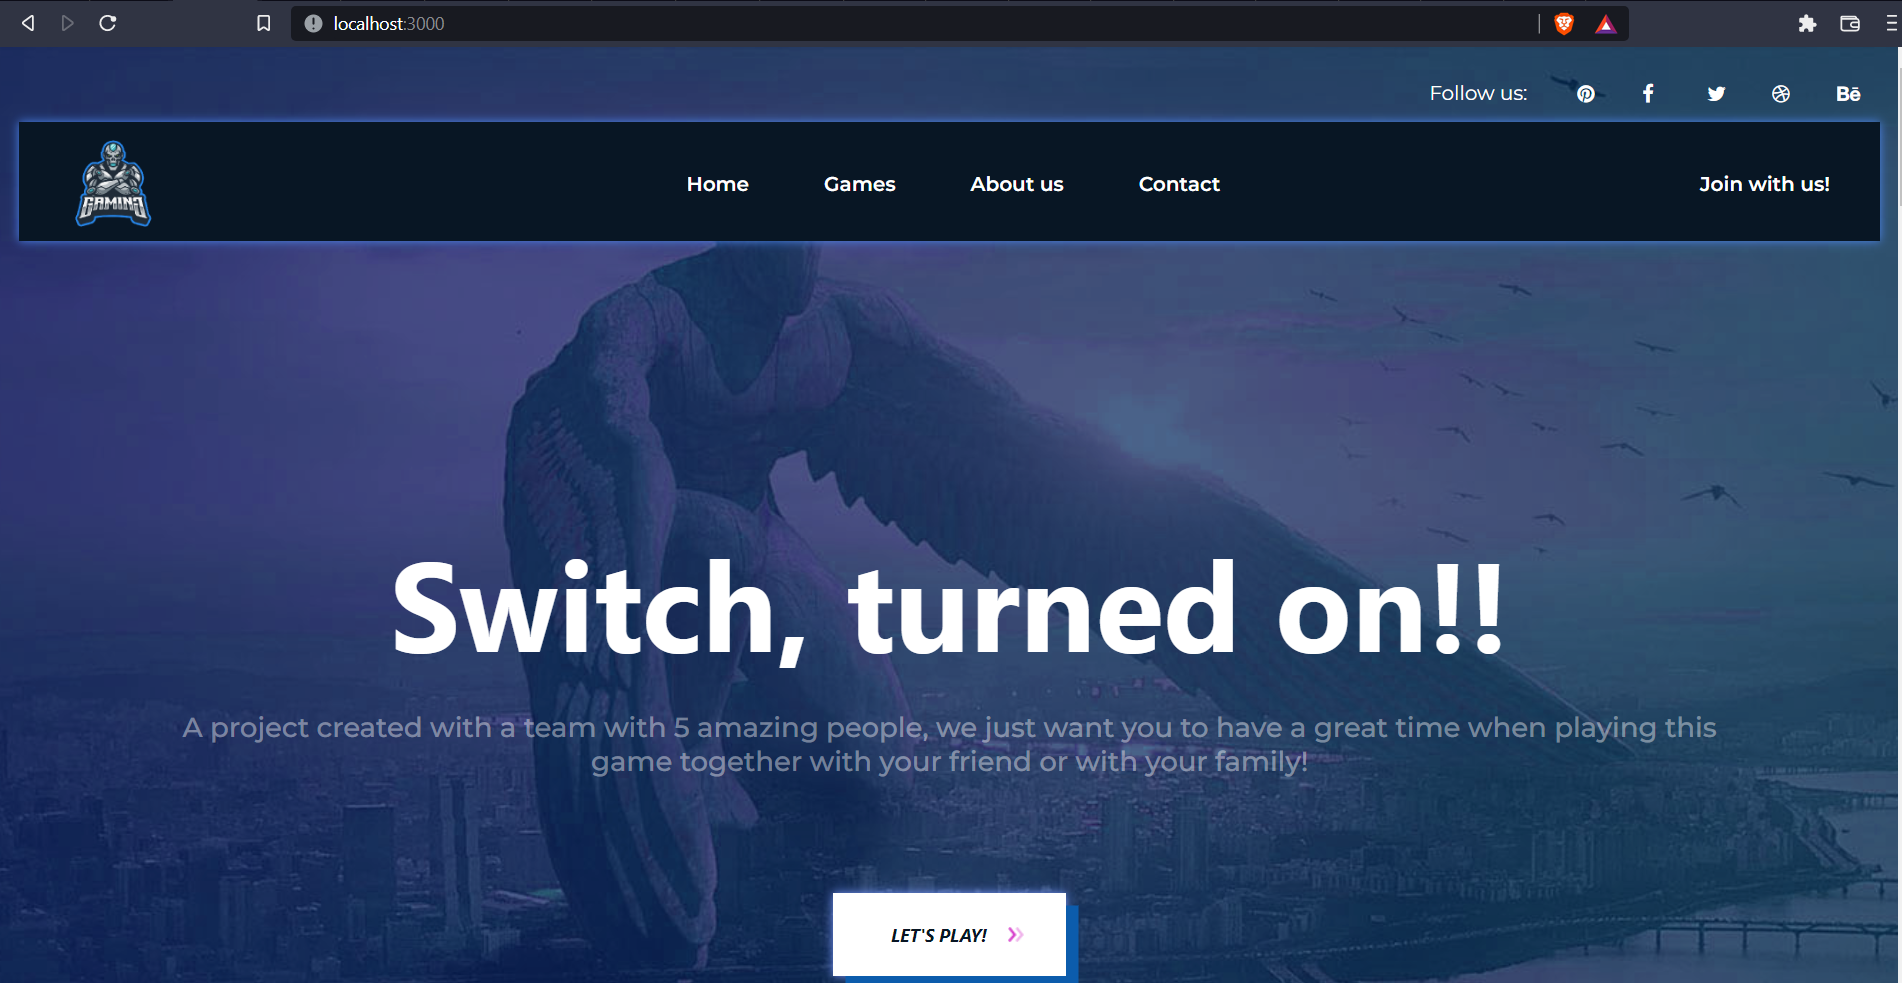 localhost:3000
Follow us:
GAMING
Home Games About us Contact Join with us!
Switch, turned on!!
A project created with a team with 5 amazing people, we just want you to have a great time when playing this
game together with your friend or with your family!
LET'S PLAY!